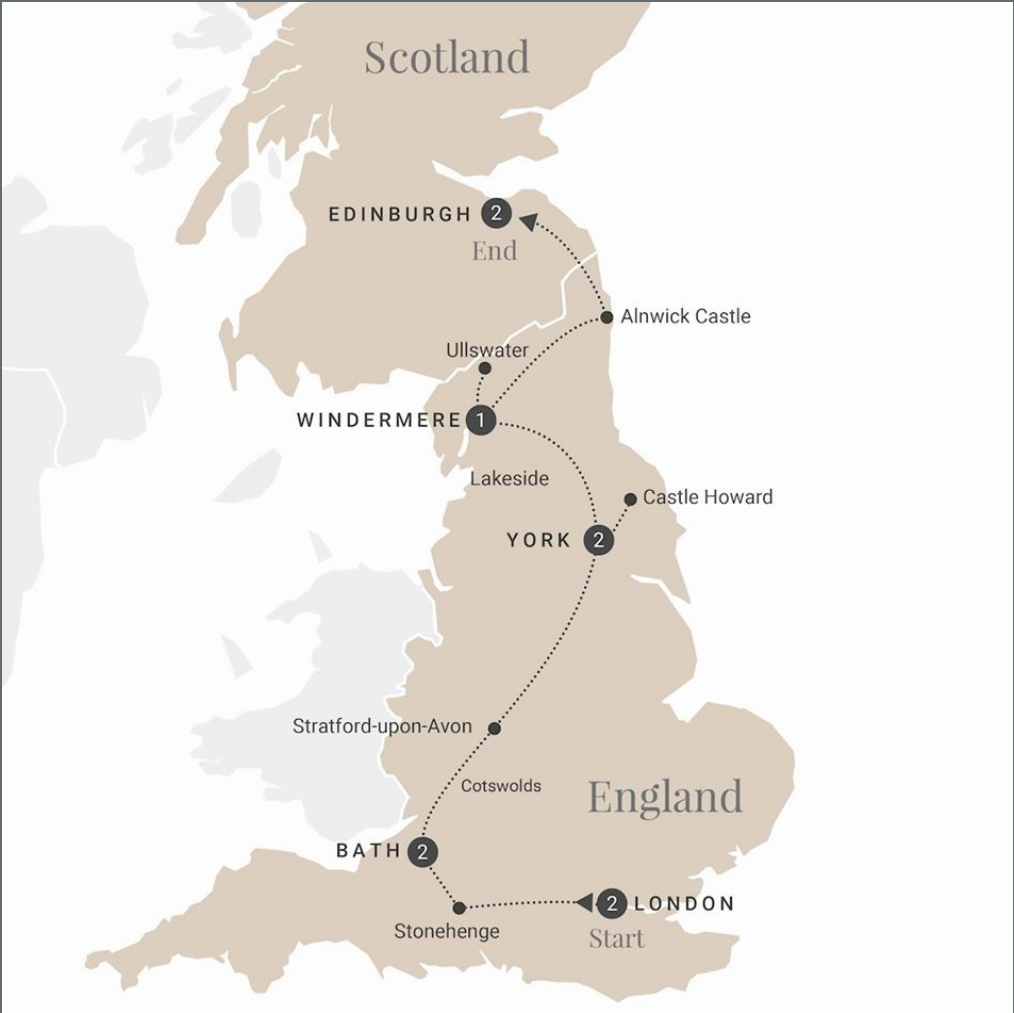 Scotland
EDINBURGH 2
End
Alnwick Castle
Ullswater
WINDERMERE 1
Lakeside
Castle Howard
YORK 2
Stratford-upon-Avon
Cotswolds
England
BATH 2
2 LONDON
Stonehenge
Start